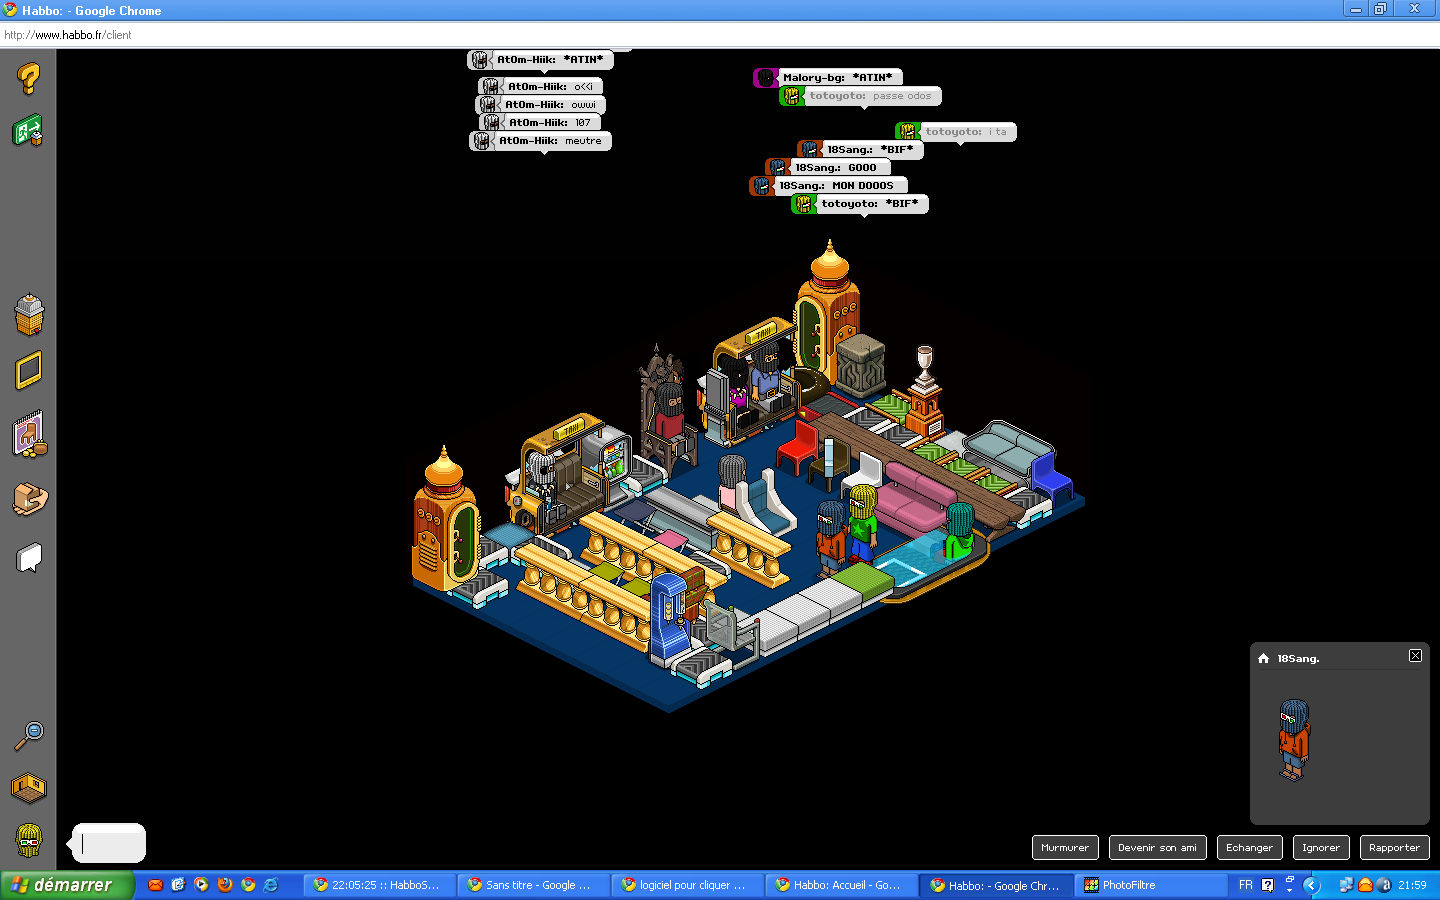 Habbo: - Google Chrome
http://www.habbo.fr/client
AtOm-Hiik: *ATIN*
AtOm-Hiik: o<<i
AtOm-Hiik: owwi
AtOm-Hiik: 107
AtOm-Hiik: meutre
Malory-bg: *ATIN*
totoyoto: passe odos
totoyoto: i ta
18Sang.: *BIF*
18Sang.: GOOO
18Sang.: MON DOOOS
totoyoto: *BIF*
TAXI
TAXI
18Sang.
Murmurer
Devenir son ami
Echanger
Ignorer
Rapporter
démarrer
22:05:25 :: HabboS...
Sans titre - Google ...
logiciel pour cliquer ...
Habbo: Accueil - Go...
Habbo: - Google Chr...
PhotoFiltre
FR
21:59